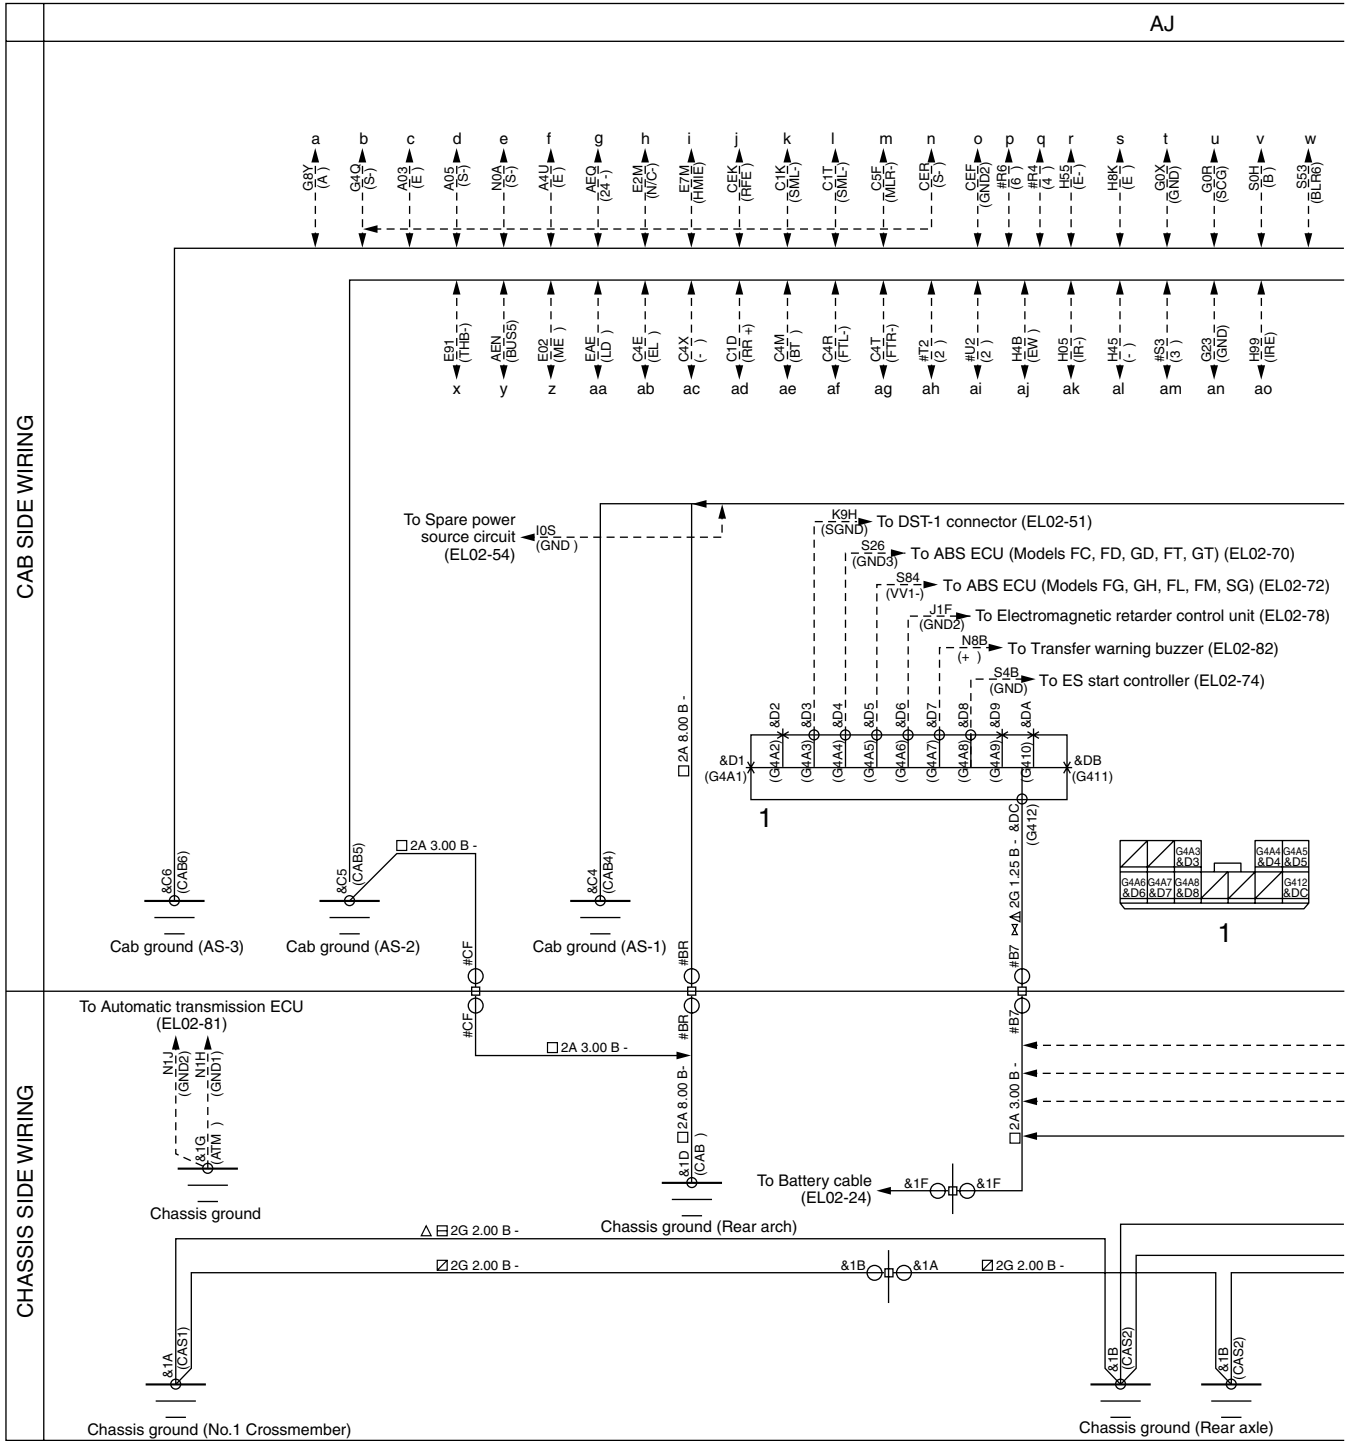 AJ
CAB SIDE WIRING
CHASSIS SIDE WIRING
a b c d e f g h i j k l m n o p q r s t u v w
G8Y (A )
G4Q (S-)
A03 (E )
A05 (S-)
N0A (S-)
A4U (E )
AEQ (24 -)
E2M (N/C-)
E7M (HMIE)
CEK (RFE)
C1K (SML-)
C1T (SML-)
C5F (MLR-)
CER (S- )
CEF (GND2)
#R6 (6 )
#R4 (4 )
H55 (E-)
H8K (E )
G0X (GND)
G0R (SCG)
S0H (B )
S53 (BLR6)
E91 (THB-)
AEN (BUS5)
E02 (ME )
EAE (LD )
C4E (EL )
C4X (- )
C1D (RR +)
C4M (BT )
C4R (FTL-)
C4T (FTR-)
#T2 (2 )
#U2 (2 )
H4B (EW )
H05 (IR-)
H45 (- )
#S3 (3 )
G23 (GND)
H99 (IRE)
x y z aa ab ac ad ae af ag ah ai aj ak al am an ao
To Spare power
source circuit
(EL02-54)
I0S
(GND )
K9H
(SGND)
To DST-1 connector (EL02-51)
S26
(GND3)
To ABS ECU (Models FC, FD, GD, FT, GT) (EL02-70)
S84
(VV1-)
To ABS ECU (Models FG, GH, FL, FM, SG) (EL02-72)
J1F
(GND2)
To Electromagnetic retarder control unit (EL02-78)
N8B
(+ )
To Transfer warning buzzer (EL02-82)
S4B
(GND)
To ES start controller (EL02-74)
2A 8.00 B -
&D1
(G4A1)
(G4A2) &D2
(G4A3) &D3
(G4A4) &D4
(G4A5) &D5
(G4A6) &D6
(G4A7) &D7
(G4A8) &D8
(G4A9) &D9
(G410) &DA
&DB
(G411)
1
&DC
(G412)
2G 1.25 B -
G4A3 G4A4 G4A5
&D3 &D4 &D5
G4A6 G4A7 G4A8 G412
&D6 &D7 &D8 &DC
1
2A 3.00 B -
&C6
(CAB6)
&C5
(CAB5)
&C4
(CAB4)
Cab ground (AS-3)
Cab ground (AS-2)
Cab ground (AS-1)
#CF
#BR
#B7
To Automatic transmission ECU
(EL02-81)
#CF
#BR
#B7
N1J
(GND2)
N1H
(GND1)
2A 3.00 B -
2A 8.00 B-
2A 3.00 B -
&1G
(ATM )
&1D
(CAB )
Chassis ground
To Battery cable
(EL02-24)
&1F &1F
Chassis ground (Rear arch)
2G 2.00 B -
2G 2.00 B -
&1B &1A
2G 2.00 B -
&1A
(CAS1)
&1B
(CAS2)
&1B
(CAS2)
Chassis ground (No.1 Crossmember)
Chassis ground (Rear axle)